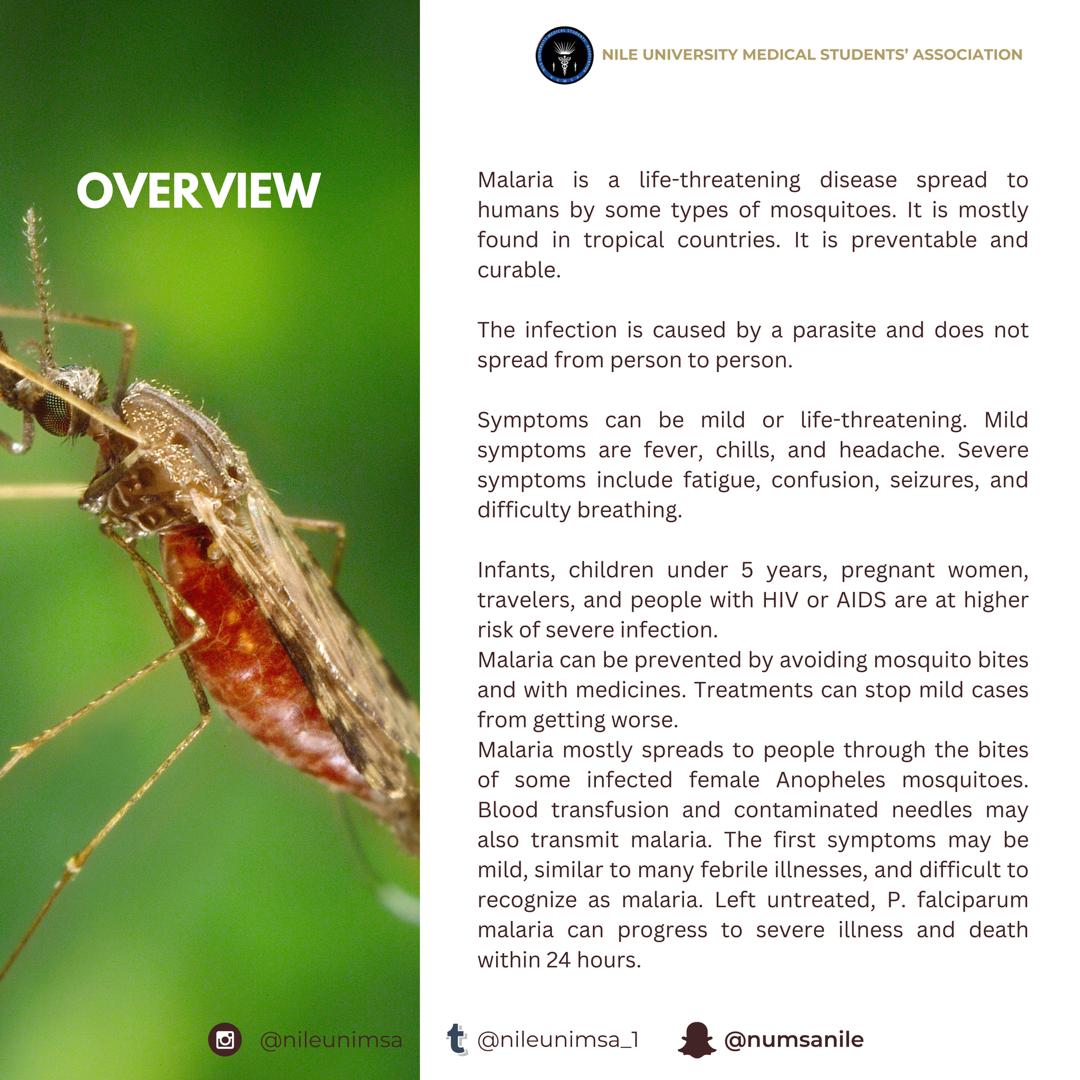 NILE UNIVERSITY MEDICAL STUDENTS’ ASSOCIATION
OVERVIEW
Malaria is a life-threatening disease spread to
humans by some types of mosquitoes. It is mostly
found in tropical countries. It is preventable and
curable.
The infection is caused by a parasite and does not
spread from person to person.
Symptoms can be mild or life-threatening. Mild
symptoms are fever, chills, and headache. Severe
symptoms include fatigue, confusion, seizures, and
difficulty breathing.
Infants, children under 5 years, pregnant women,
travelers, and people with HIV or AIDS are at higher
risk of severe infection.
Malaria can be prevented by avoiding mosquito bites
and with medicines. Treatments can stop mild cases
from getting worse.
Malaria mostly spreads to people through the bites
of some infected female Anopheles mosquitoes.
Blood transfusion and contaminated needles may
also transmit malaria. The first symptoms may be
mild, similar to many febrile illnesses, and difficult to
recognize as malaria. Left untreated, P. falciparum
malaria can progress to severe illness and death
within 24 hours.
@nileunimsa
t @nileunimsa_1
@numsanile